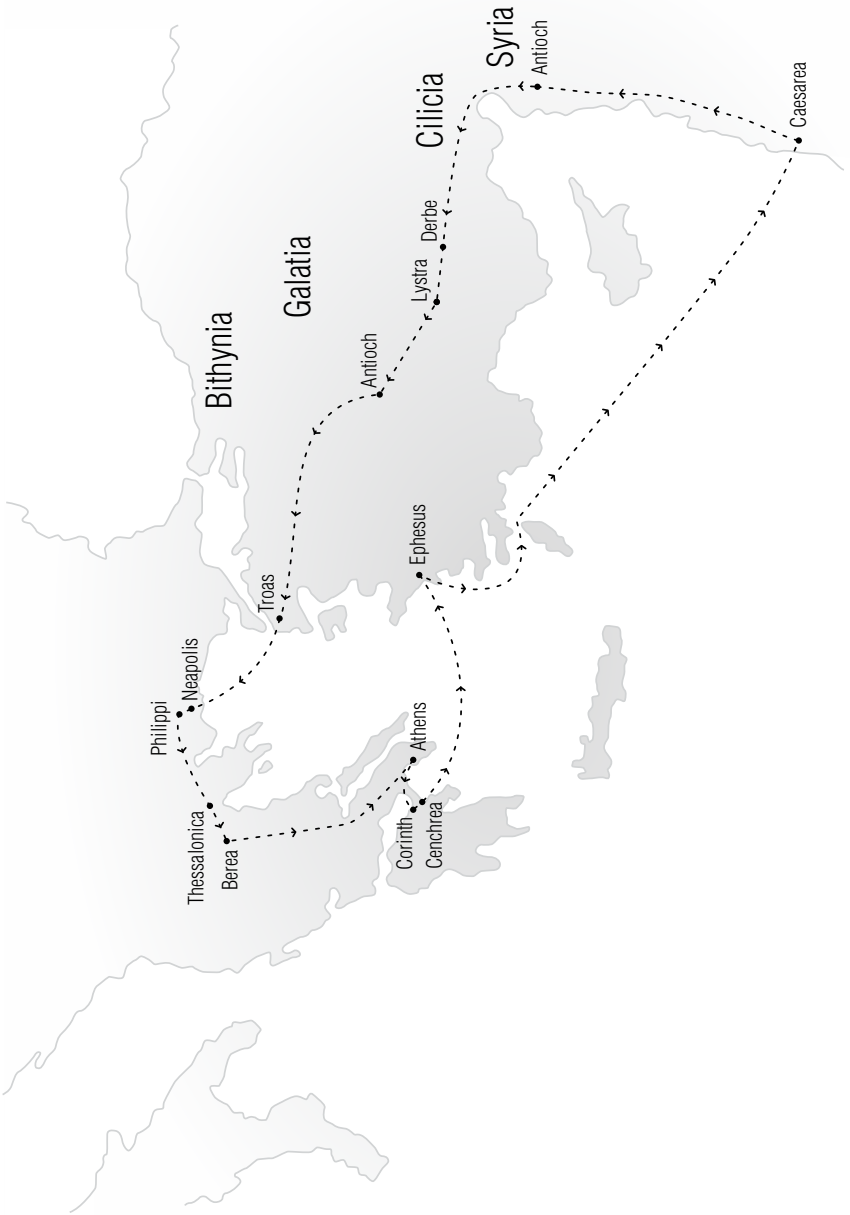 Philippi
Neapolis
Thessalonica
Berea
Troas
Bithynia
Galatia
Antioch
Lystra
Derbe
Cilicia
Syria
Antioch
Corinth
Cenchrea
Athens
Ephesus
Caesarea